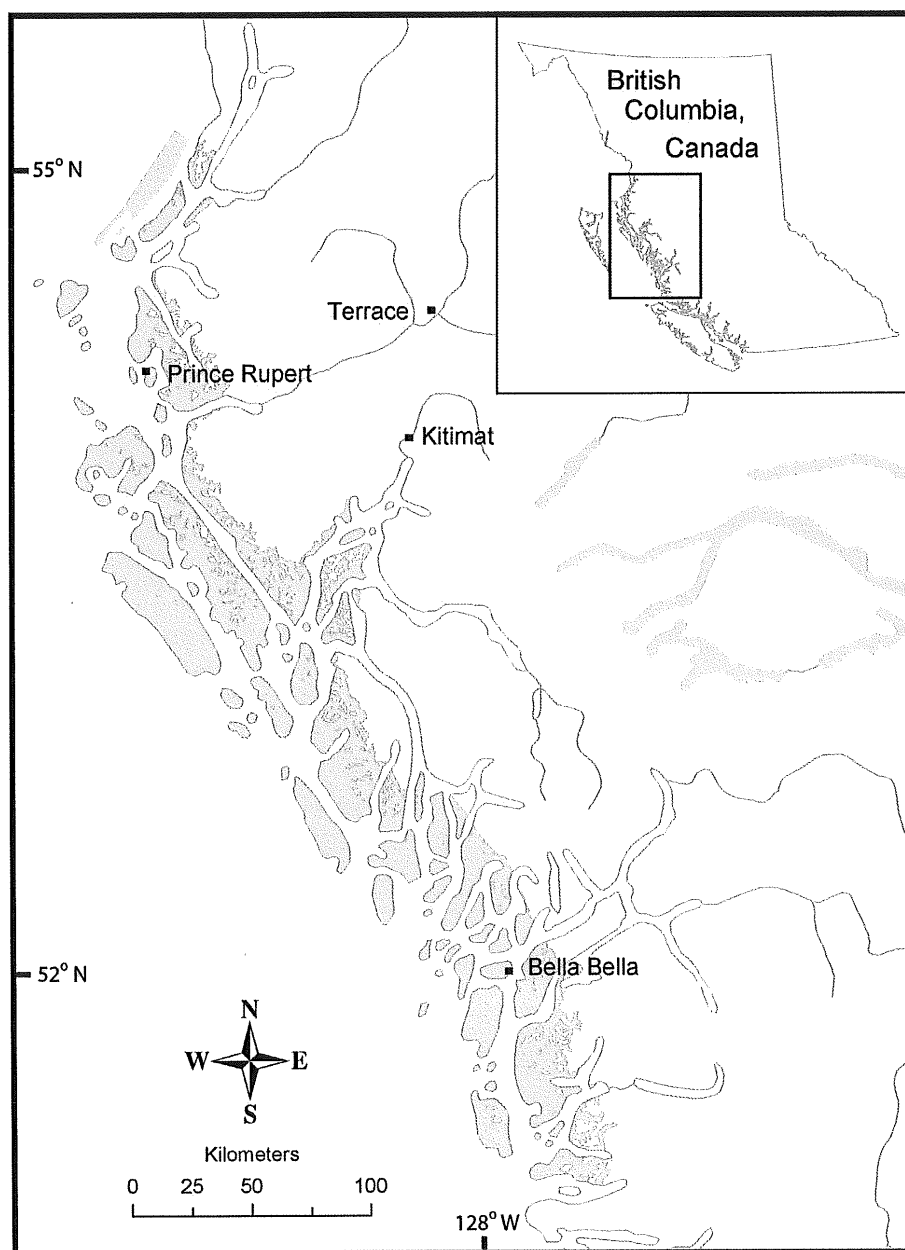 British
Columbia,
Canada
55° N
Terrace
Prince Rupert
Kitimat
Bella Bella
52° N
N
W E
S
Kilometers
0 25 50 100
128° W